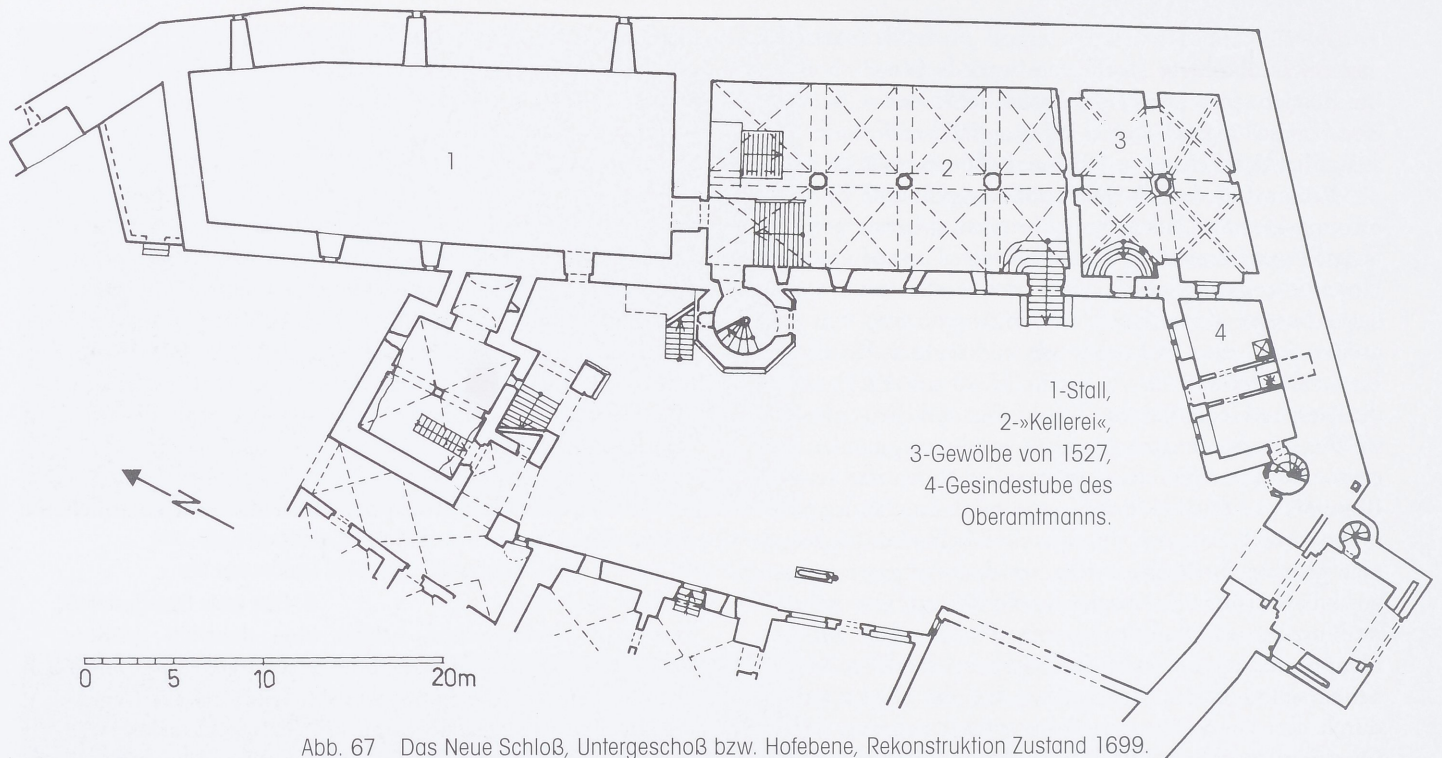 1
2
3
4
1-Stall,
2-»Kellerei«,
3-Gewölbe von 1527,
4-Gesindestube des
Oberamtmanns.
N
0 5 10 20m
Abb. 67 Das Neue Schloß, Untergeschoß bzw. Hofebene, Rekonstruktion Zustand 1699.